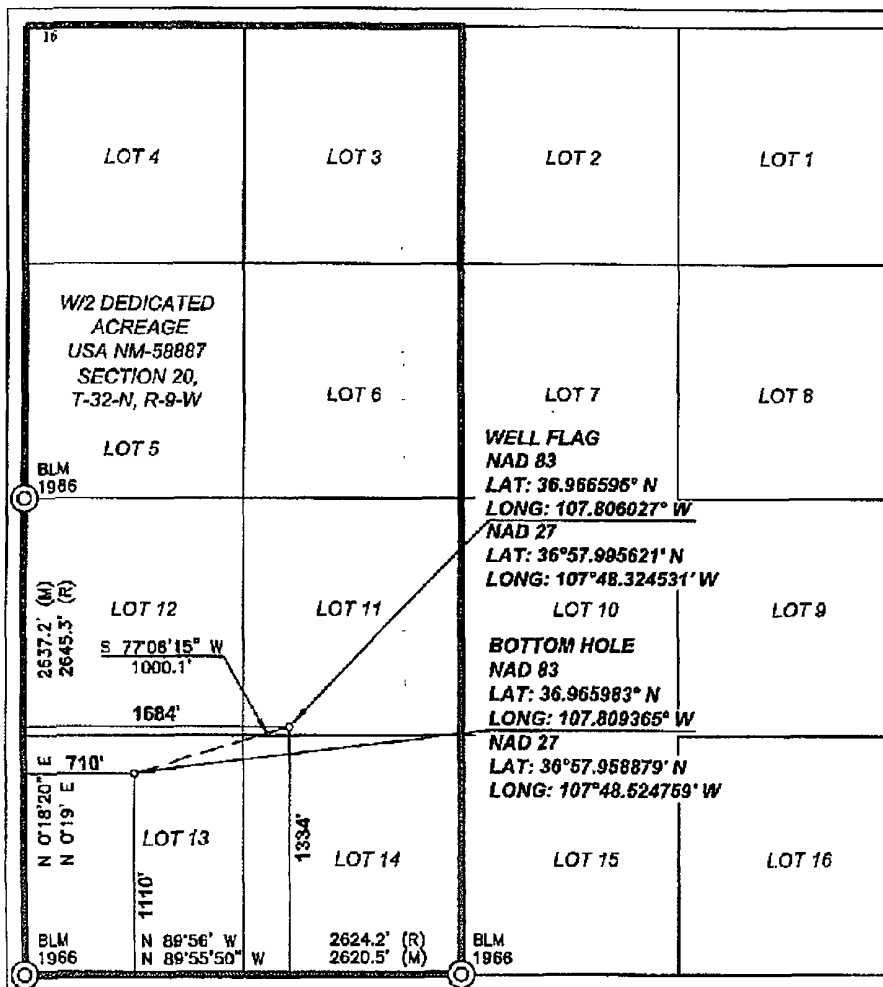 16
LOT 4
LOT 3
LOT 2
LOT 1
W/2 DEDICATED
ACREAGE
USA NM-58887
SECTION 20,
T-32-N, R-9-W
LOT 5
LOT 6
LOT 7
LOT 8
BLM
1966
WELL FLAG
NAD 83
LAT: 36.966596° N
LONG: 107.806027° W
NAD 27
LAT: 36°57.995621' N
LONG: 107°48.324531' W
2637.2' (M)
2645.3' (R)
LOT 12
LOT 11
LOT 10
LOT 9
S 77°06'15" W
1000.1'
1684'
BOTTOM HOLE
NAD 83
LAT: 36.965983° N
LONG: 107.809365° W
NAD 27
LAT: 36°57.958879' N
LONG: 107°48.524759' W
710'
N 0°18'20" E
N 0°19' E
LOT 13
1110'
1334'
LOT 14
LOT 15
LOT 16
BLM
1966
N 89°56' W
N 89°55'50" W
2624.2' (R)
2620.5' (M)
BLM
1966